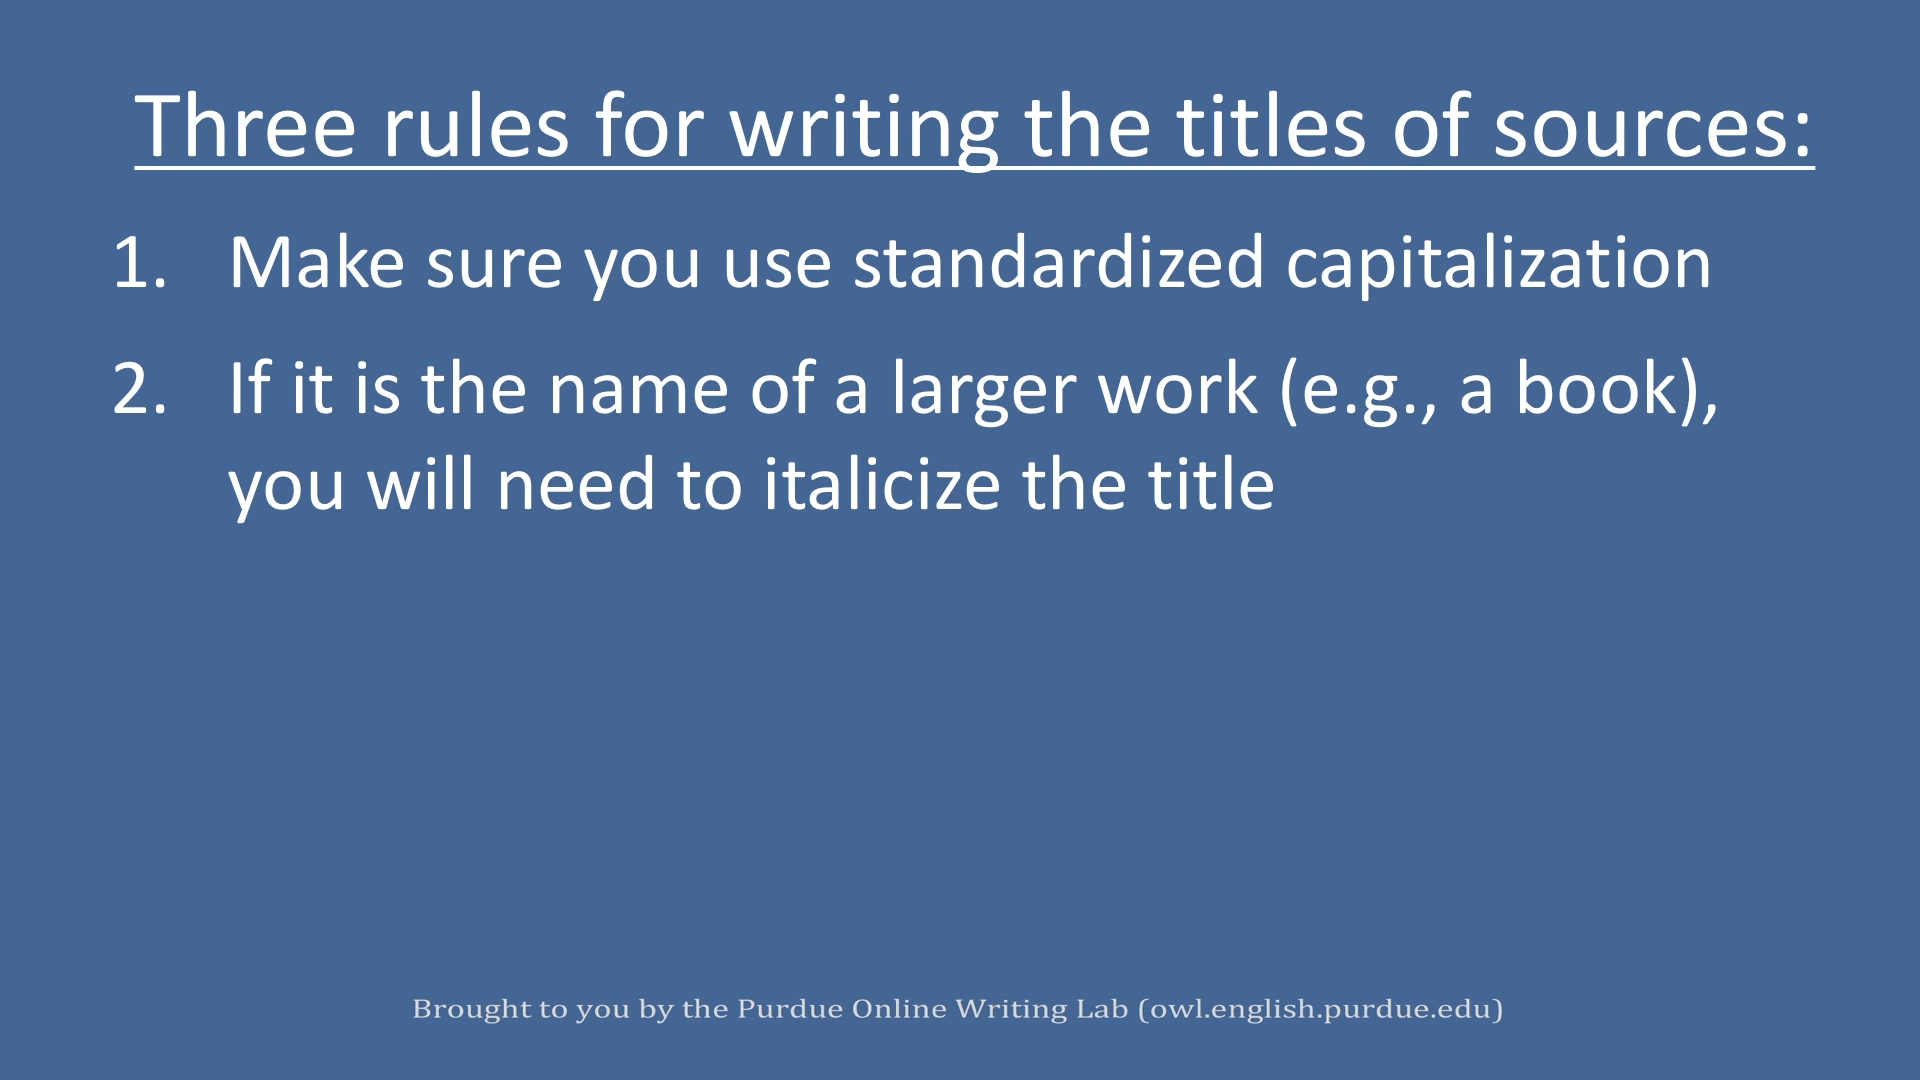 Three rules for writing the titles of sources:
1. Make sure you use standardized capitalization
2. If it is the name of a larger work (e.g., a book),
you will need to italicize the title
Brought to you by the Purdue Online Writing Lab (owl.english.purdue.edu)